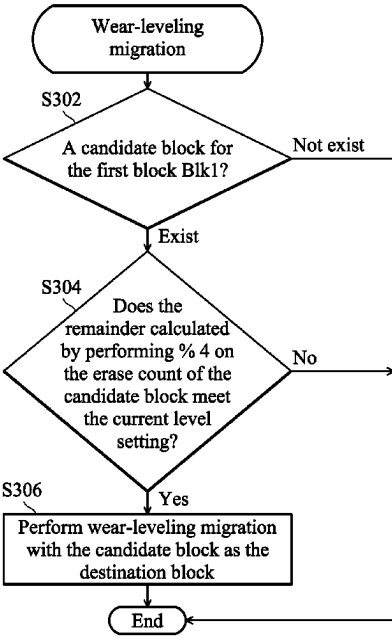 Wear-leveling
migration
S302
A candidate block for
the first block Blk1?
Not exist
Exist
S304
Does the
remainder calculated
by performing % 4 on
the erase count of the
candidate block meet
the current level
setting?
No
Yes
S306
Perform wear-leveling migration
with the candidate block as the
destination block
End